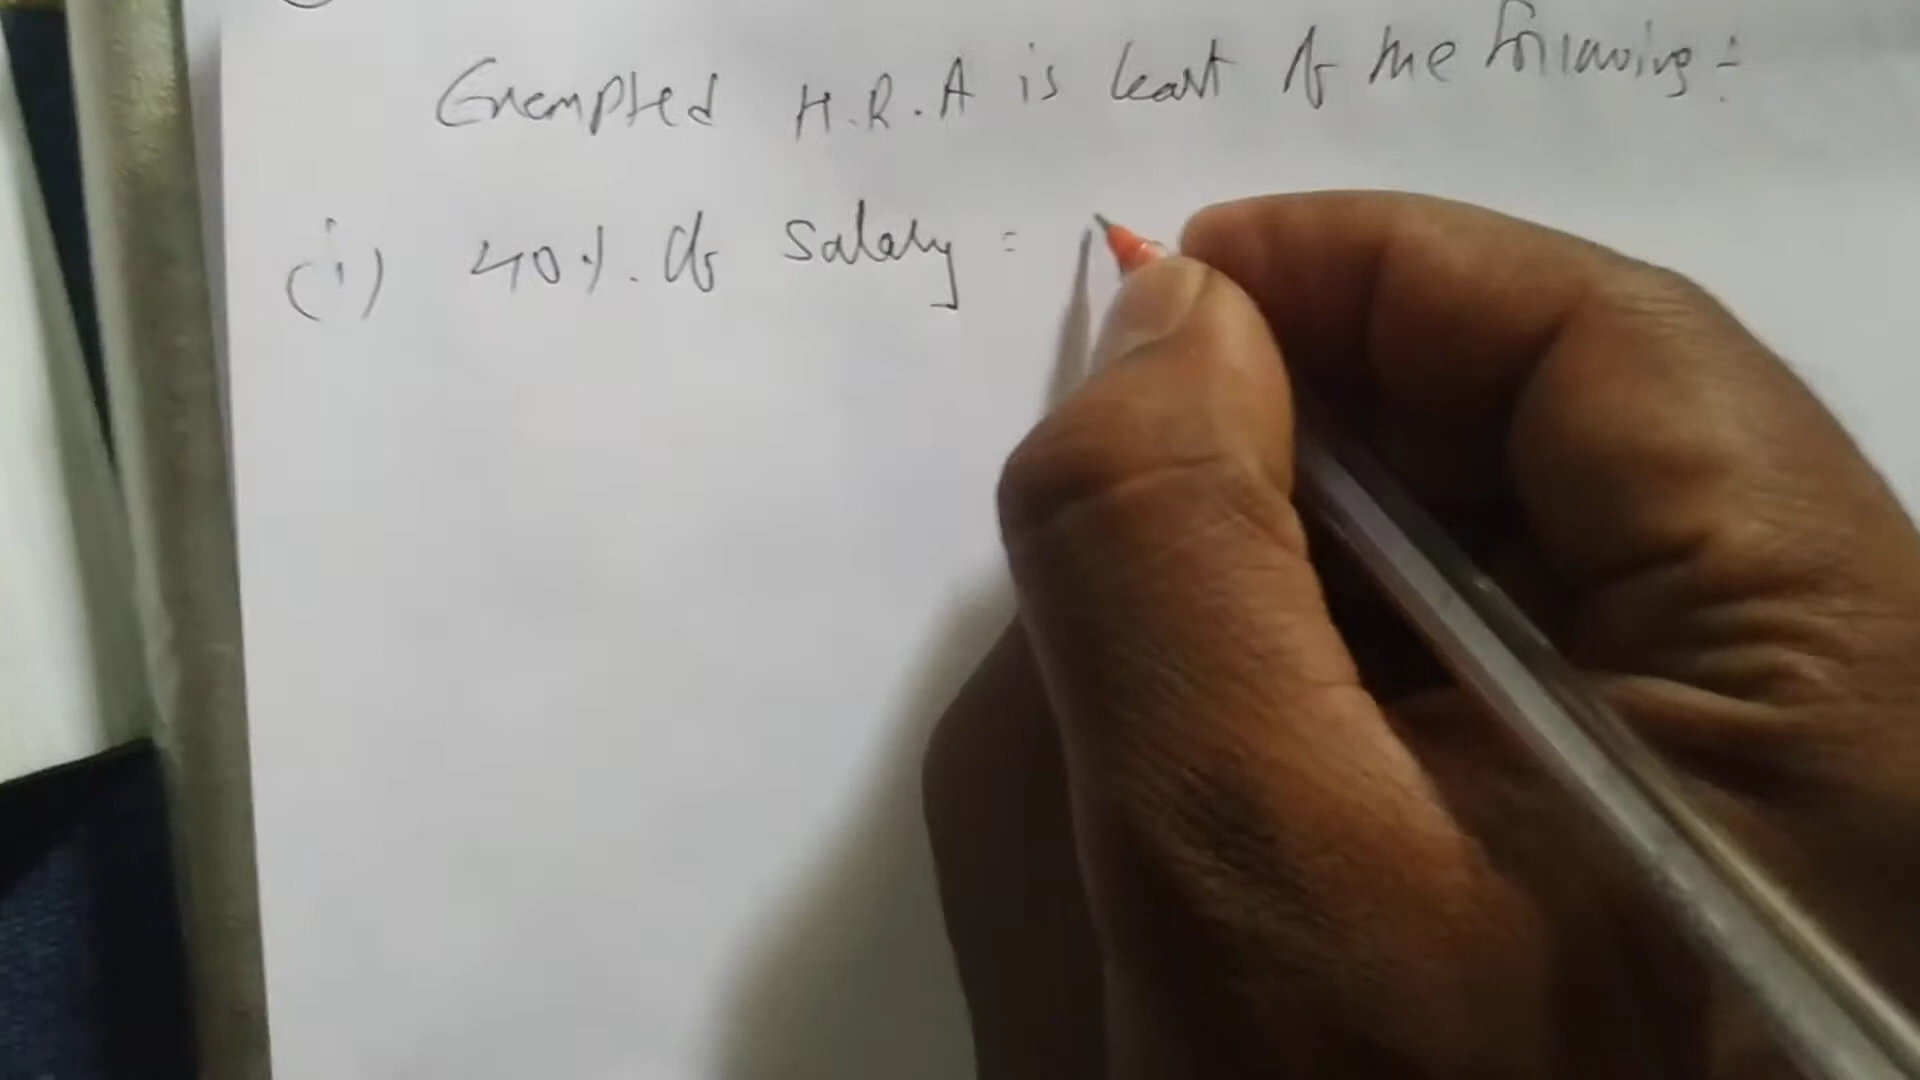 Exempted H.R.A is least of the following :-
(i) 40%. of Salary =